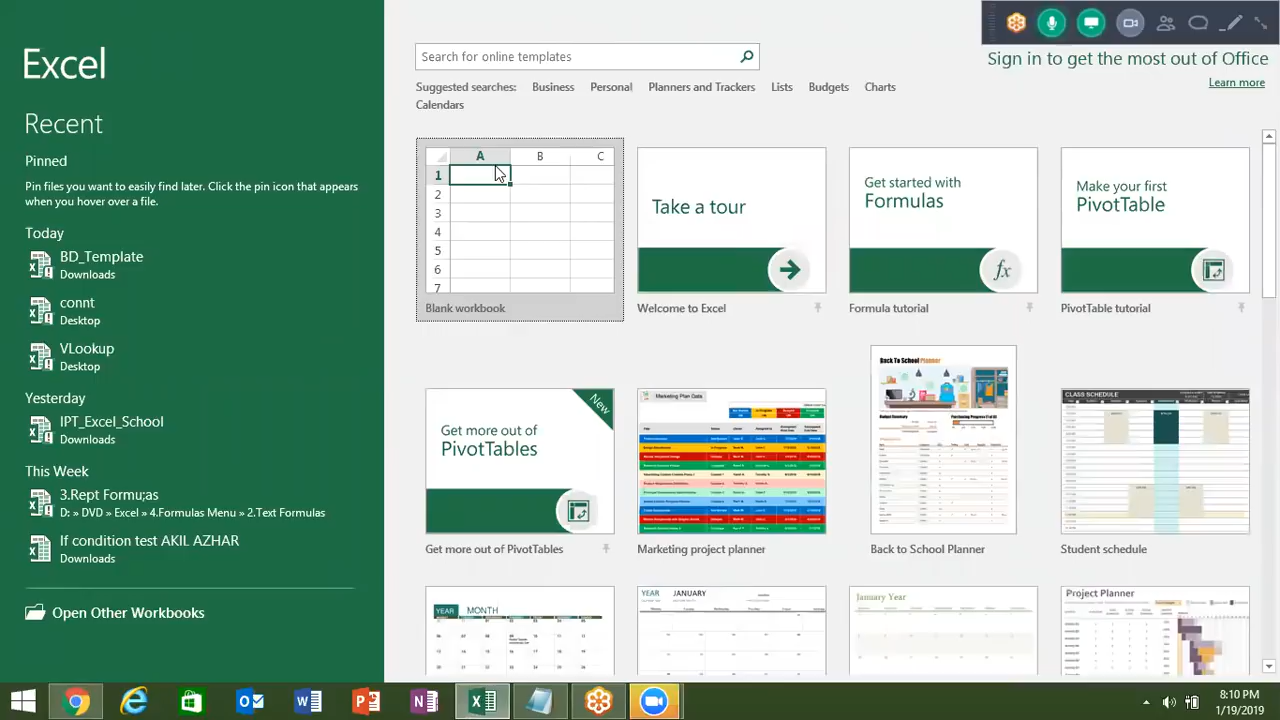 Excel
Recent
Pinned
Pin files you want to easily find later. Click the pin icon that appears
when you hover over a file.
Today
BD_Template
Downloads
connt
Desktop
VLookup
Desktop
Yesterday
IPT_Excel_School
Downloads
This Week
3.Rept Formu;as
D: » DVD » Excel » 4.Formulas Menu » 2.Text Formulas
If condition test AKIL AZHAR
Downloads
Open Other Workbooks
Search for online templates
Sign in to get the most out of Office
Learn more
Suggested searches: Business Personal Planners and Trackers Lists Budgets Charts
Calendars
A B C
1
2
3
4
5
6
7
Blank workbook
Take a tour
Welcome to Excel
Get started with
Formulas
fx
Formula tutorial
Make your first
PivotTable
PivotTable tutorial
New
Get more out of
PivotTables
Get more out of PivotTables
Marketing Plan Data
Marketing project planner
Back To School Planner
Back to School Planner
CLASS SCHEDULE
Student schedule
YEAR MONTH
YEAR JANUARY
January Year
Project Planner
8:10 PM
1/19/2019